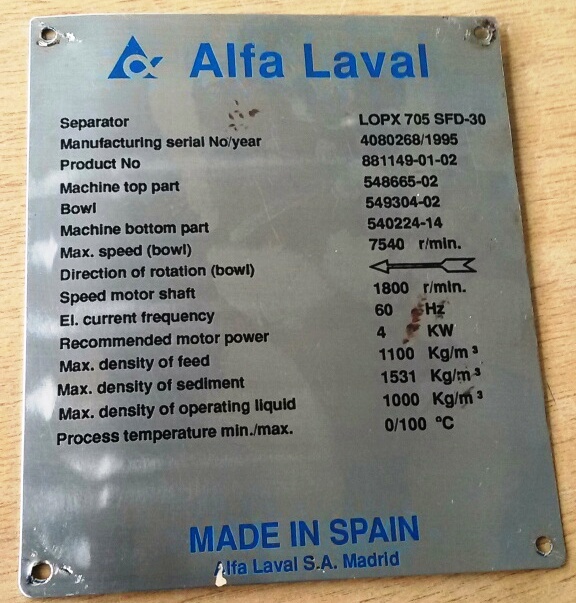 Alfa Laval
Separator LOPX 705 SFD-30
Manufacturing serial No/year 4080268/1995
Product No 881149-01-02
Machine top part 548665-02
Bowl 549304-02
Machine bottom part 540224-14
Max. speed (bowl) 7540 r/min.
Direction of rotation (bowl)
Speed motor shaft 1800 r/min.
El. current frequency 60 Hz
Recommended motor power 4 KW
Max. density of feed 1100 Kg/m³
Max. density of sediment 1531 Kg/m³
Max. density of operating liquid 1000 Kg/m³
Process temperature min./max. 0/100 ºC
MADE IN SPAIN
Alfa Laval S.A. Madrid